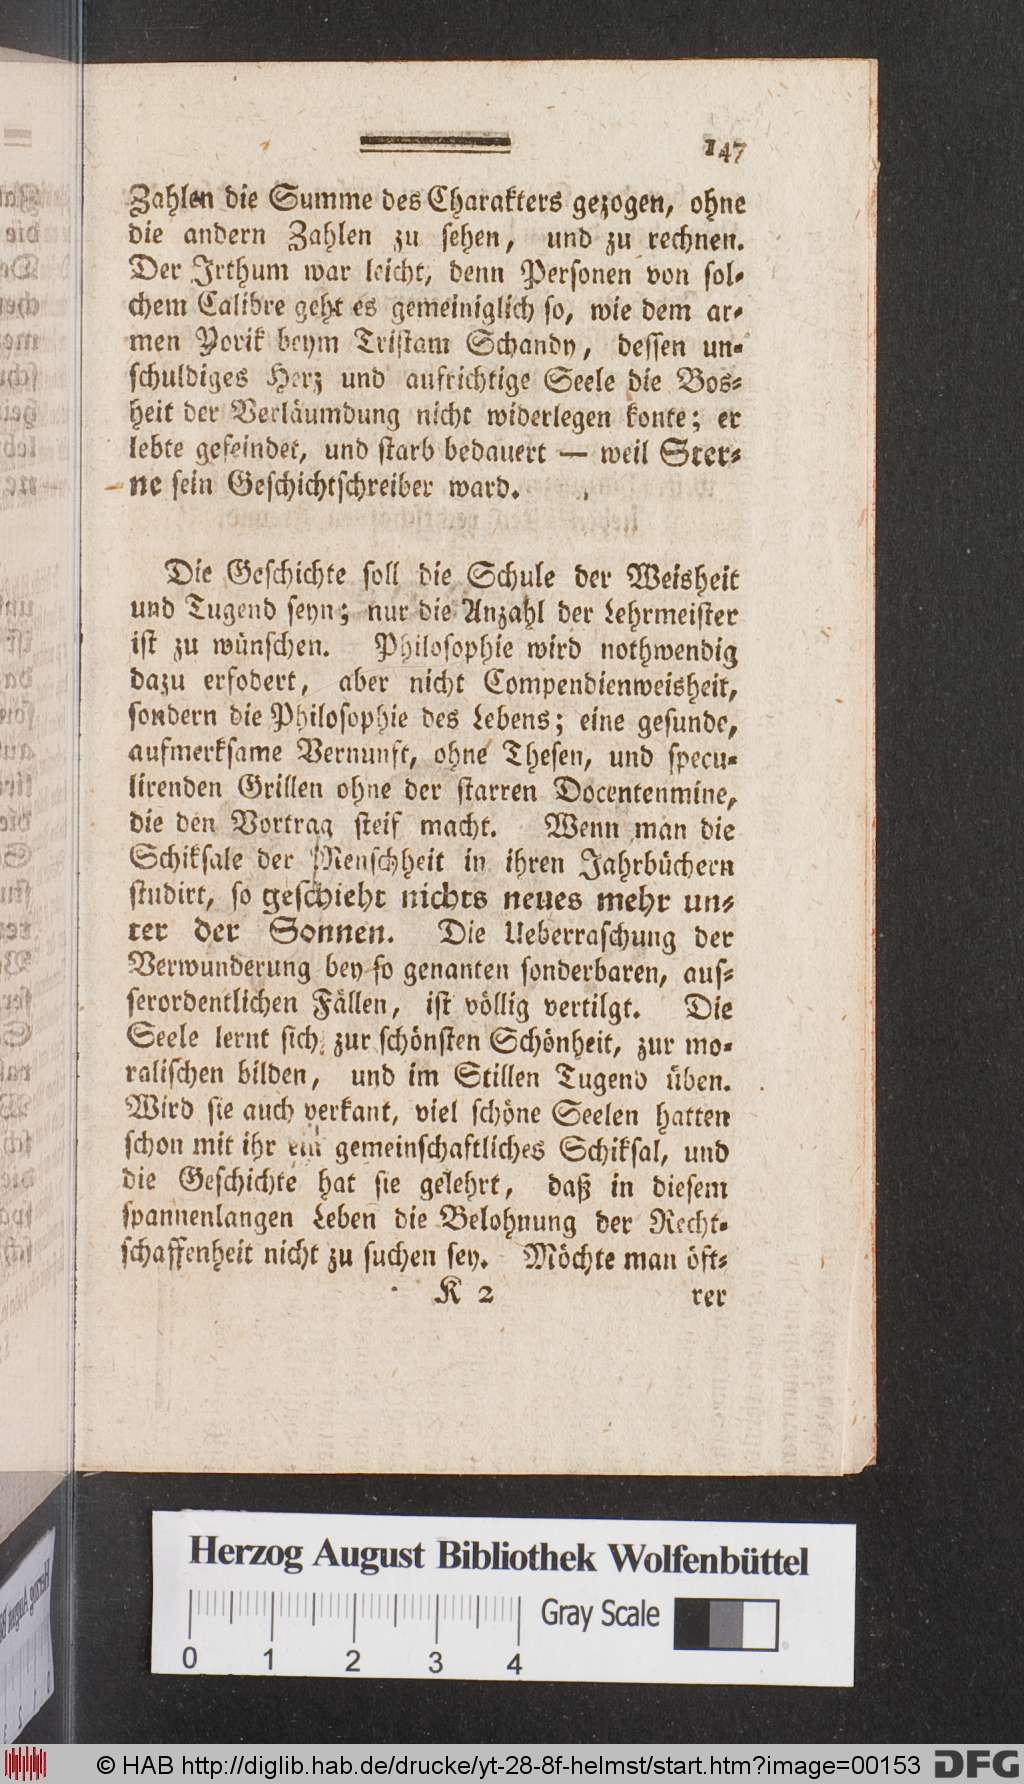 147
Zahlen die Summe des Charakters gezogen, ohne
die andern Zahlen zu sehen, und zu rechnen.
Der Irthum war leicht, denn Personen von sol-
chem Calibre geht es gemeiniglich so, wie dem ar-
men Yorik beym Tristam Schandy, dessen un-
schuldiges Herz und aufrichtige Seele die Bos-
heit der Verläumdung nicht widerlegen konte; er
lebte gefeindet, und starb bedauert — weil Ster-
ne sein Geschichtschreiber ward.
Die Geschichte soll die Schule der Weisheit
und Tugend seyn; nur die Anzahl der Lehrmeister
ist zu wünschen. Philosophie wird nothwendig
dazu erfodert, aber nicht Compendienweisheit,
sondern die Philosophie des Lebens; eine gesunde,
aufmerksame Vernunft, ohne Thesen, und specu-
lirenden Grillen ohne der starren Docentenmine,
die den Vortrag steif macht. Wenn man die
Schiksale der Menschheit in ihren Jahrbüchern
studirt, so geschieht nichts neues mehr un-
ter der Sonnen. Die Ueberraschung der
Verwunderung bey so genanten sonderbaren, aus-
serordentlichen Fällen, ist völlig vertilgt. Die
Seele lernt sich zur schönsten Schönheit, zur mo-
ralischen bilden, und im Stillen Tugend üben.
Wird sie auch verkant, viel schöne Seelen hatten
schon mit ihr ein gemeinschaftliches Schiksal, und
die Geschichte hat sie gelehrt, daß in diesem
spannenlangen Leben die Belohnung der Recht-
schaffenheit nicht zu suchen sey. Möchte man öft-
K 2 rer
Herzog August Bibliothek Wolfenbüttel
Gray Scale
0 1 2 3 4
© HAB http://diglib.hab.de/drucke/yt-28-8f-helmst/start.htm?image=00153 DFG